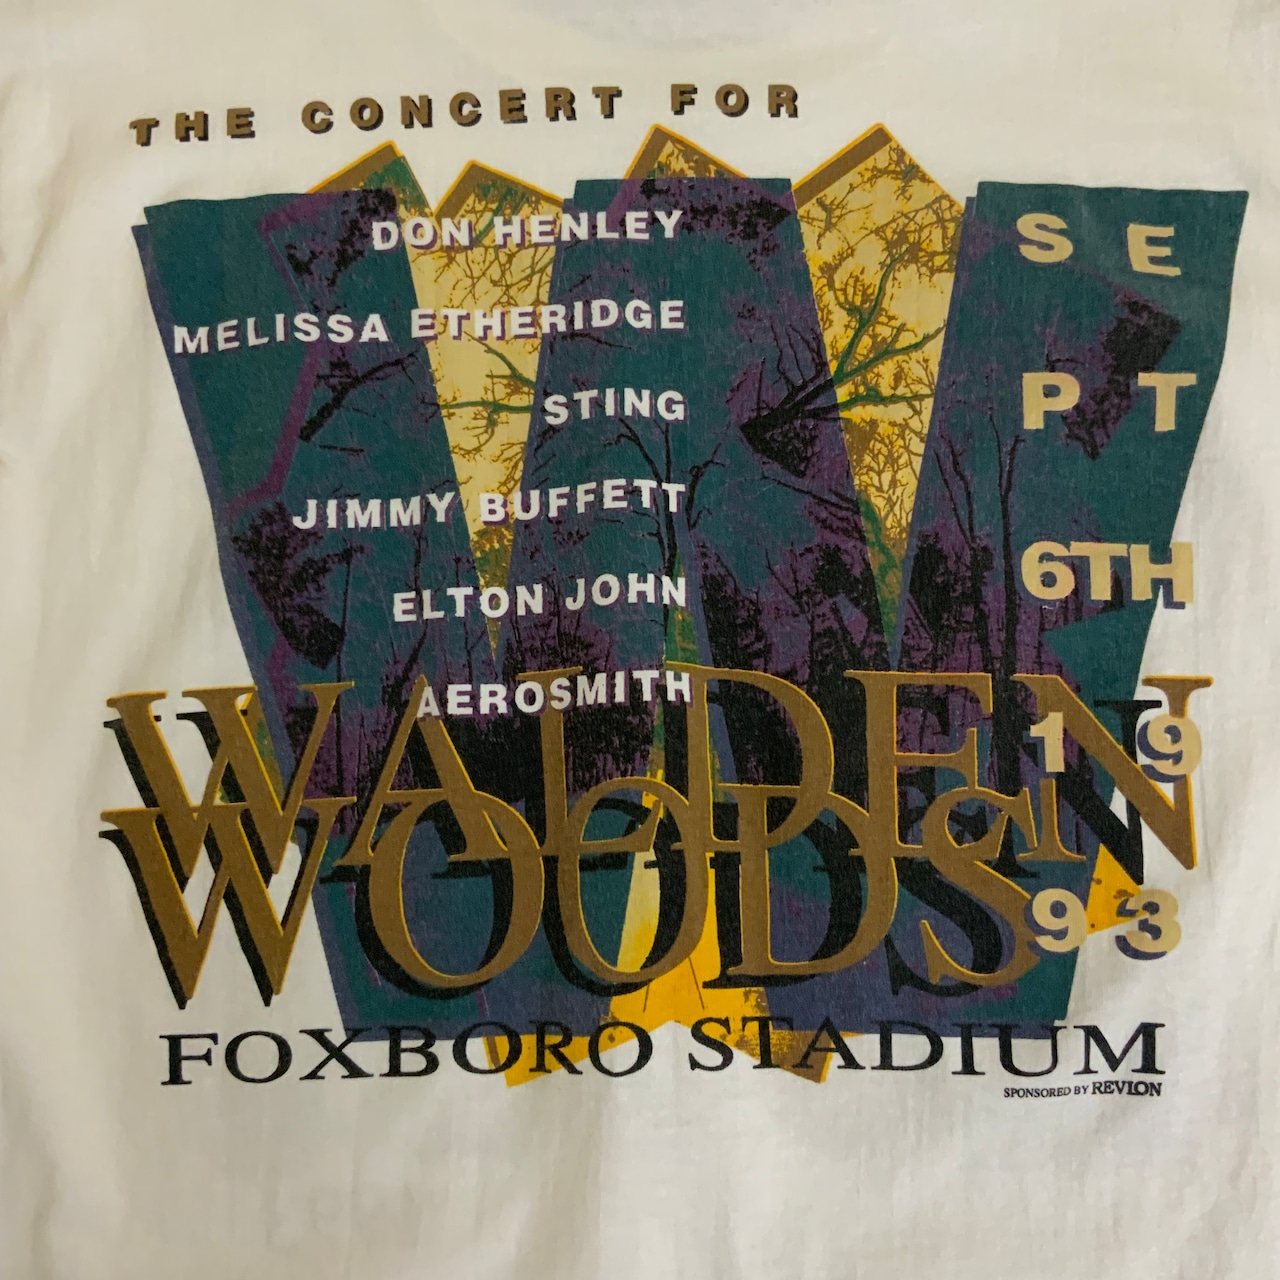 THE CONCERT FOR
DON HENLEY
MELISSA ETHERIDGE
STING
JIMMY BUFFETT
ELTON JOHN
AEROSMITH
SE
PT
6TH
19
93
WALDEN
WOODS
FOXBORO STADIUM
SPONSORED BY REVLON